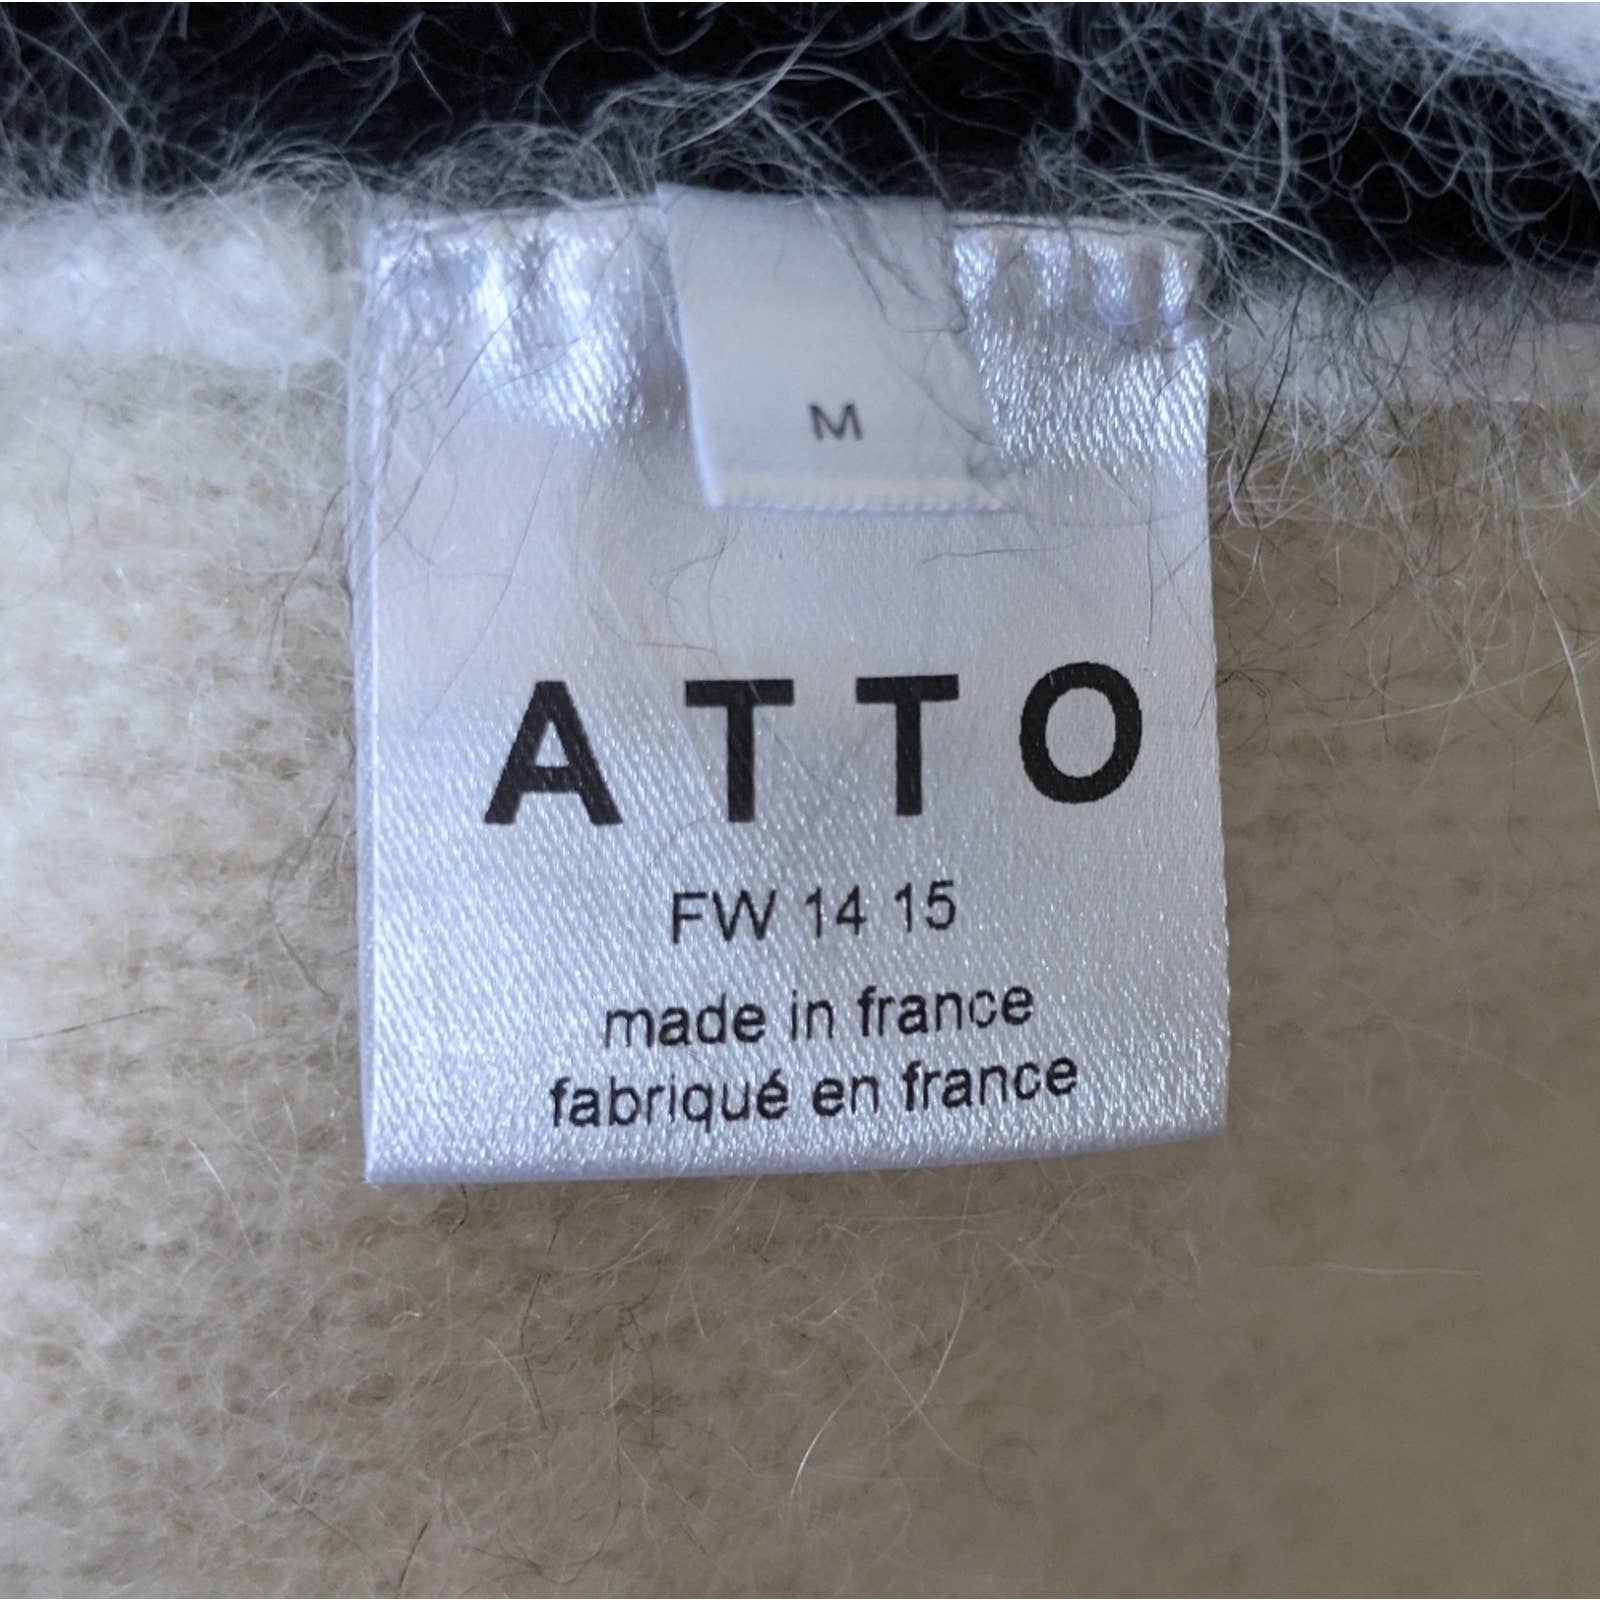 M
ATTO
FW 14 15
made in france
fabriqué en france